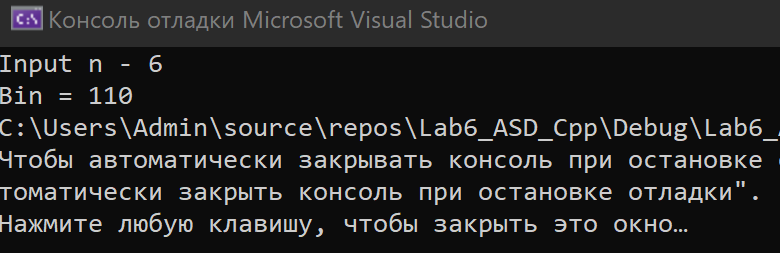 Консоль отладки Microsoft Visual Studio
Input n - 6
Bin = 110
C:\Users\Admin\source\repos\Lab6_ASD_Cpp\Debug\Lab6_
Чтобы автоматически закрывать консоль при остановке
томатически закрыть консоль при остановке отладки".
Нажмите любую клавишу, чтобы закрыть это окно…